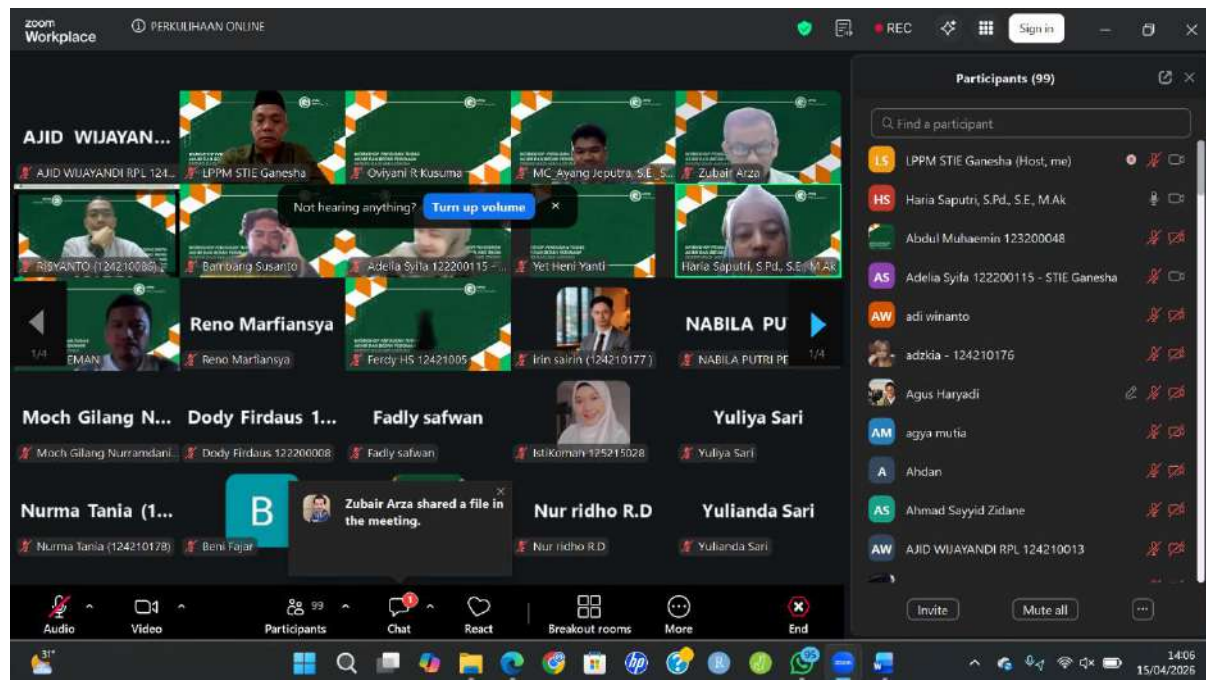 zoom
Workplace
PERKULIHAAN ONLINE
REC
Sign in
AJID WIJAYAN...
AJID WIJAYANDI RPL 124...
LPPM STIE Ganesha
Oviyani R Kusuma
MC_Ayang Jeputra, S.E._S...
Zubair Arza
Not hearing anything?
Turn up volume
RISYANTO (124210086)
Bambang Susanto
Adelia Syifa 122200115 - ...
Yet Heni Yanti
Haria Saputri, S.Pd., S.E., M.Ak
1/4
EMAN
Reno Marfiansya
Reno Marfiansya
Ferdy HS 12421005
irin sairin (124210177)
NABILA PU
NABILA PUTRI PE
1/4
Moch Gilang N...
Moch Gilang Nurramdani
Dody Firdaus 1...
Dody Firdaus 122200008
Fadly safwan
Fadly safwan
IstiKomah 125215028
Yuliya Sari
Yuliya Sari
Nurma Tania (1...
Nurma Tania (124210178)
B
Beni Fajar
Zubair Arza shared a file in
the meeting.
Nur ridho R.D
Nur ridho R.D
Yulianda Sari
Yulianda Sari
Participants (99)
Find a participant
LS LPPM STIE Ganesha (Host, me)
HS Haria Saputri, S.Pd., S.E., M.Ak
Abdul Muhaemin 123200048
AS Adelia Syifa 122200115 - STIE Ganesha
AW adi winanto
adzkia - 124210176
Agus Haryadi
AM agya mutia
A Ahdan
AS Ahmad Sayyid Zidane
AW AJID WIJAYANDI RPL 124210013
Invite
Mute all
Audio
Video
99
Participants
1
Chat
React
Breakout rooms
More
End
31°
hp
95
zoom
14:06
15/04/2026